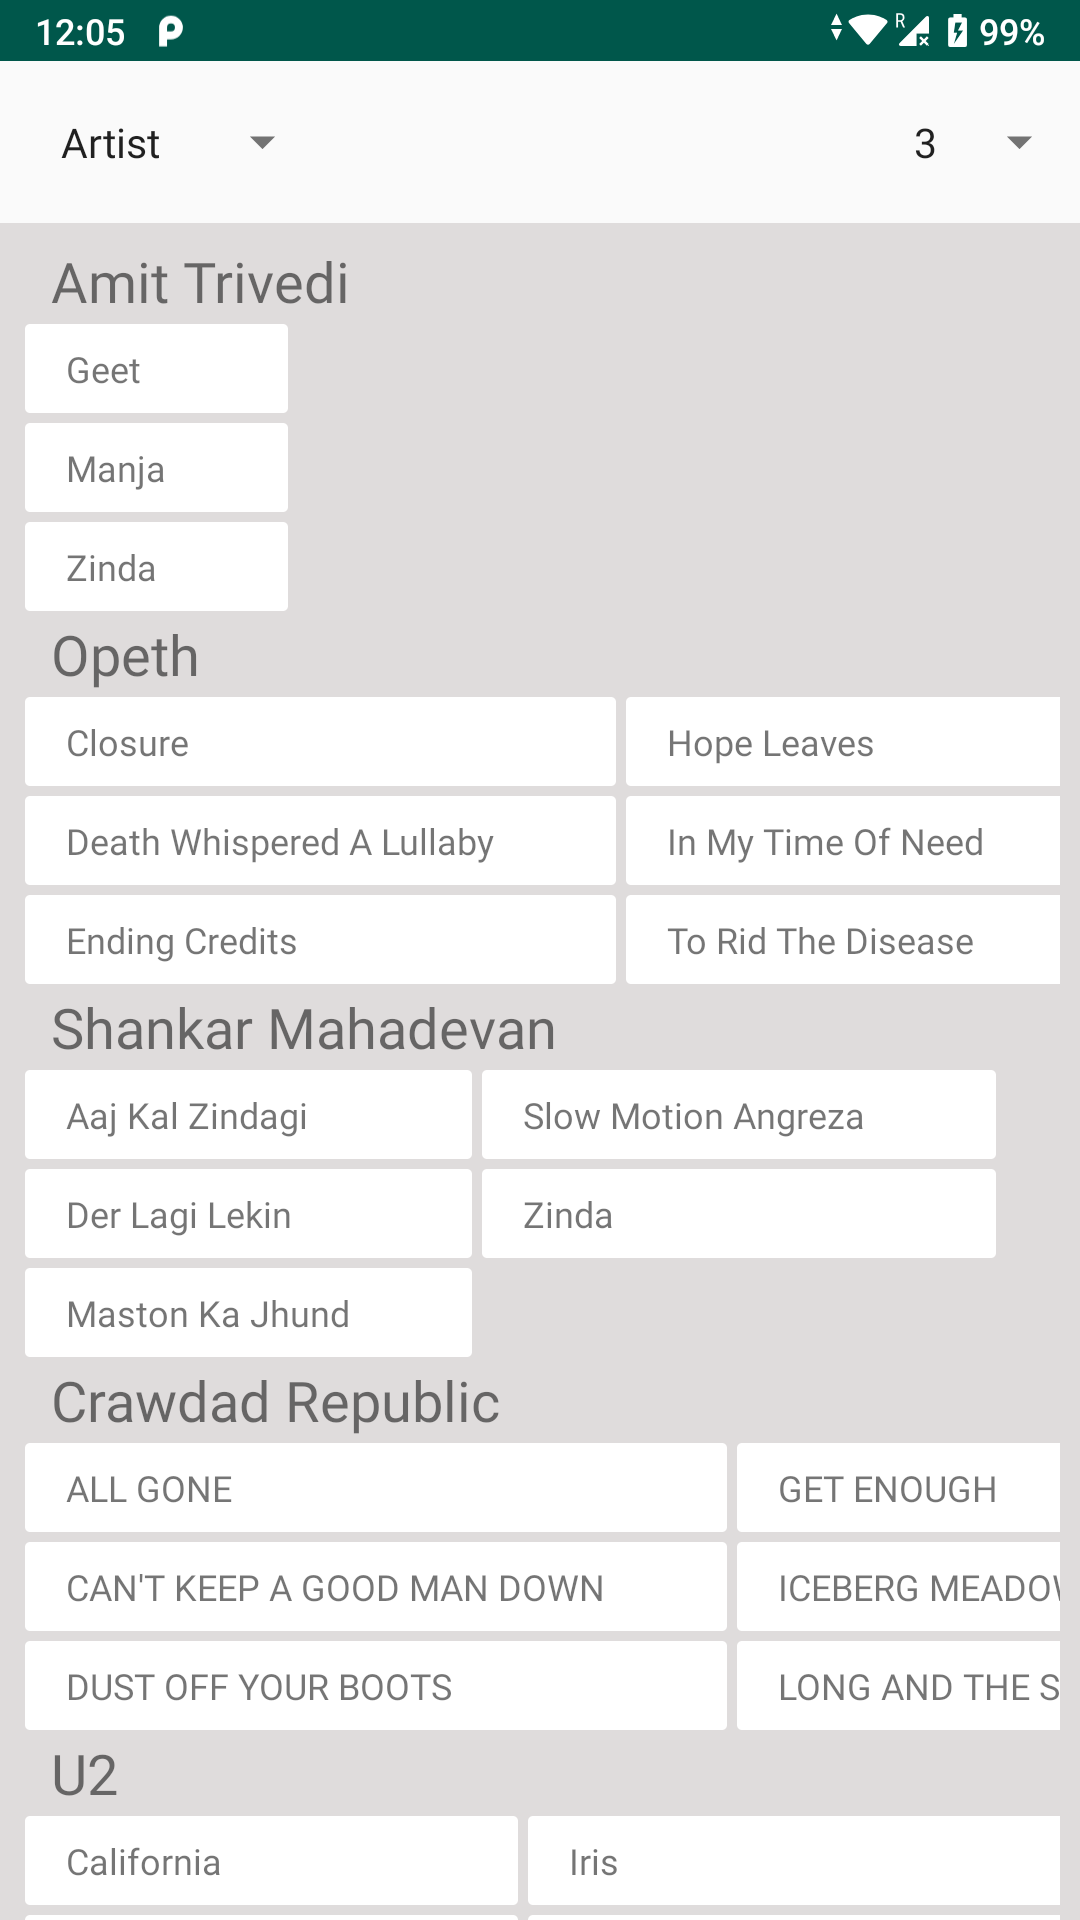 12:05 R 99%
Artist 3
Amit Trivedi
Geet
Manja
Zinda
Opeth
Closure Hope Leaves
Death Whispered A Lullaby In My Time Of Need
Ending Credits To Rid The Disease
Shankar Mahadevan
Aaj Kal Zindagi Slow Motion Angreza
Der Lagi Lekin Zinda
Maston Ka Jhund
Crawdad Republic
ALL GONE GET ENOUGH
CAN'T KEEP A GOOD MAN DOWN ICEBERG MEADOW
DUST OFF YOUR BOOTS LONG AND THE S
U2
California Iris